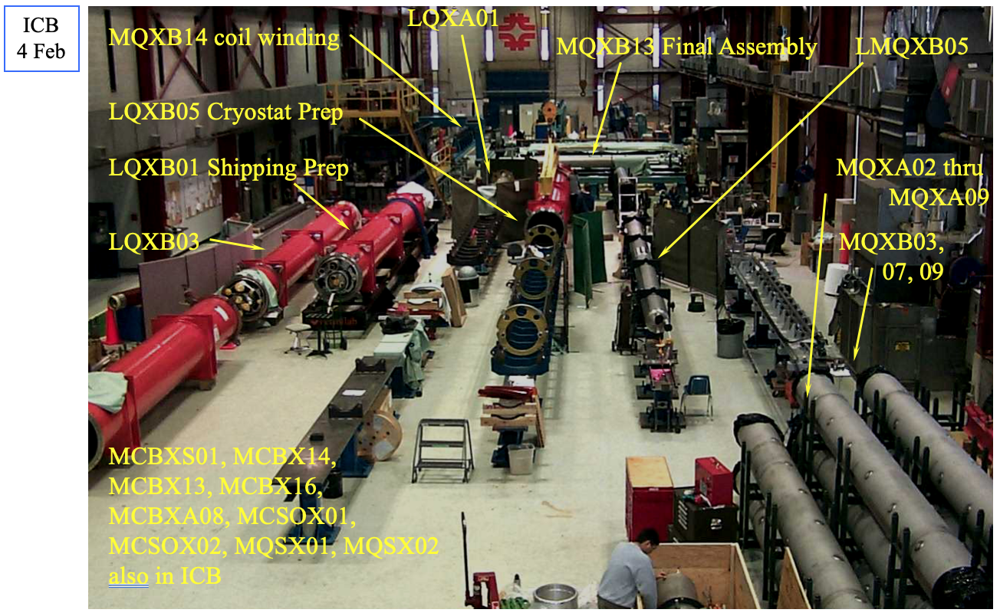 ICB
4 Feb
LQXA01
MQXB14 coil winding
MQXB13 Final Assembly
LMQXB05
LQXB05 Cryostat Prep
LQXB01 Shipping Prep
MQXA02 thru
MQXA09
LQXB03
MQXB03,
07, 09
MCBXS01, MCBX14,
MCBX13, MCBX16,
MCBXA08, MCSOX01,
MCSOX02, MQSX01, MQSX02
also in ICB